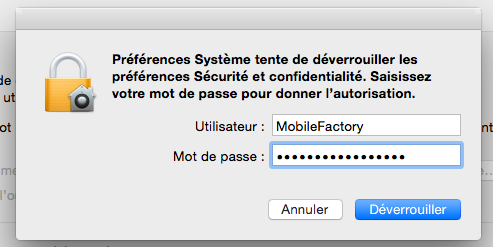 Préférences Système tente de déverrouiller les
préférences Sécurité et confidentialité. Saisissez
votre mot de passe pour donner l'autorisation.
Utilisateur : MobileFactory
Mot de passe : •••••••••••••••••
Annuler Déverrouiller